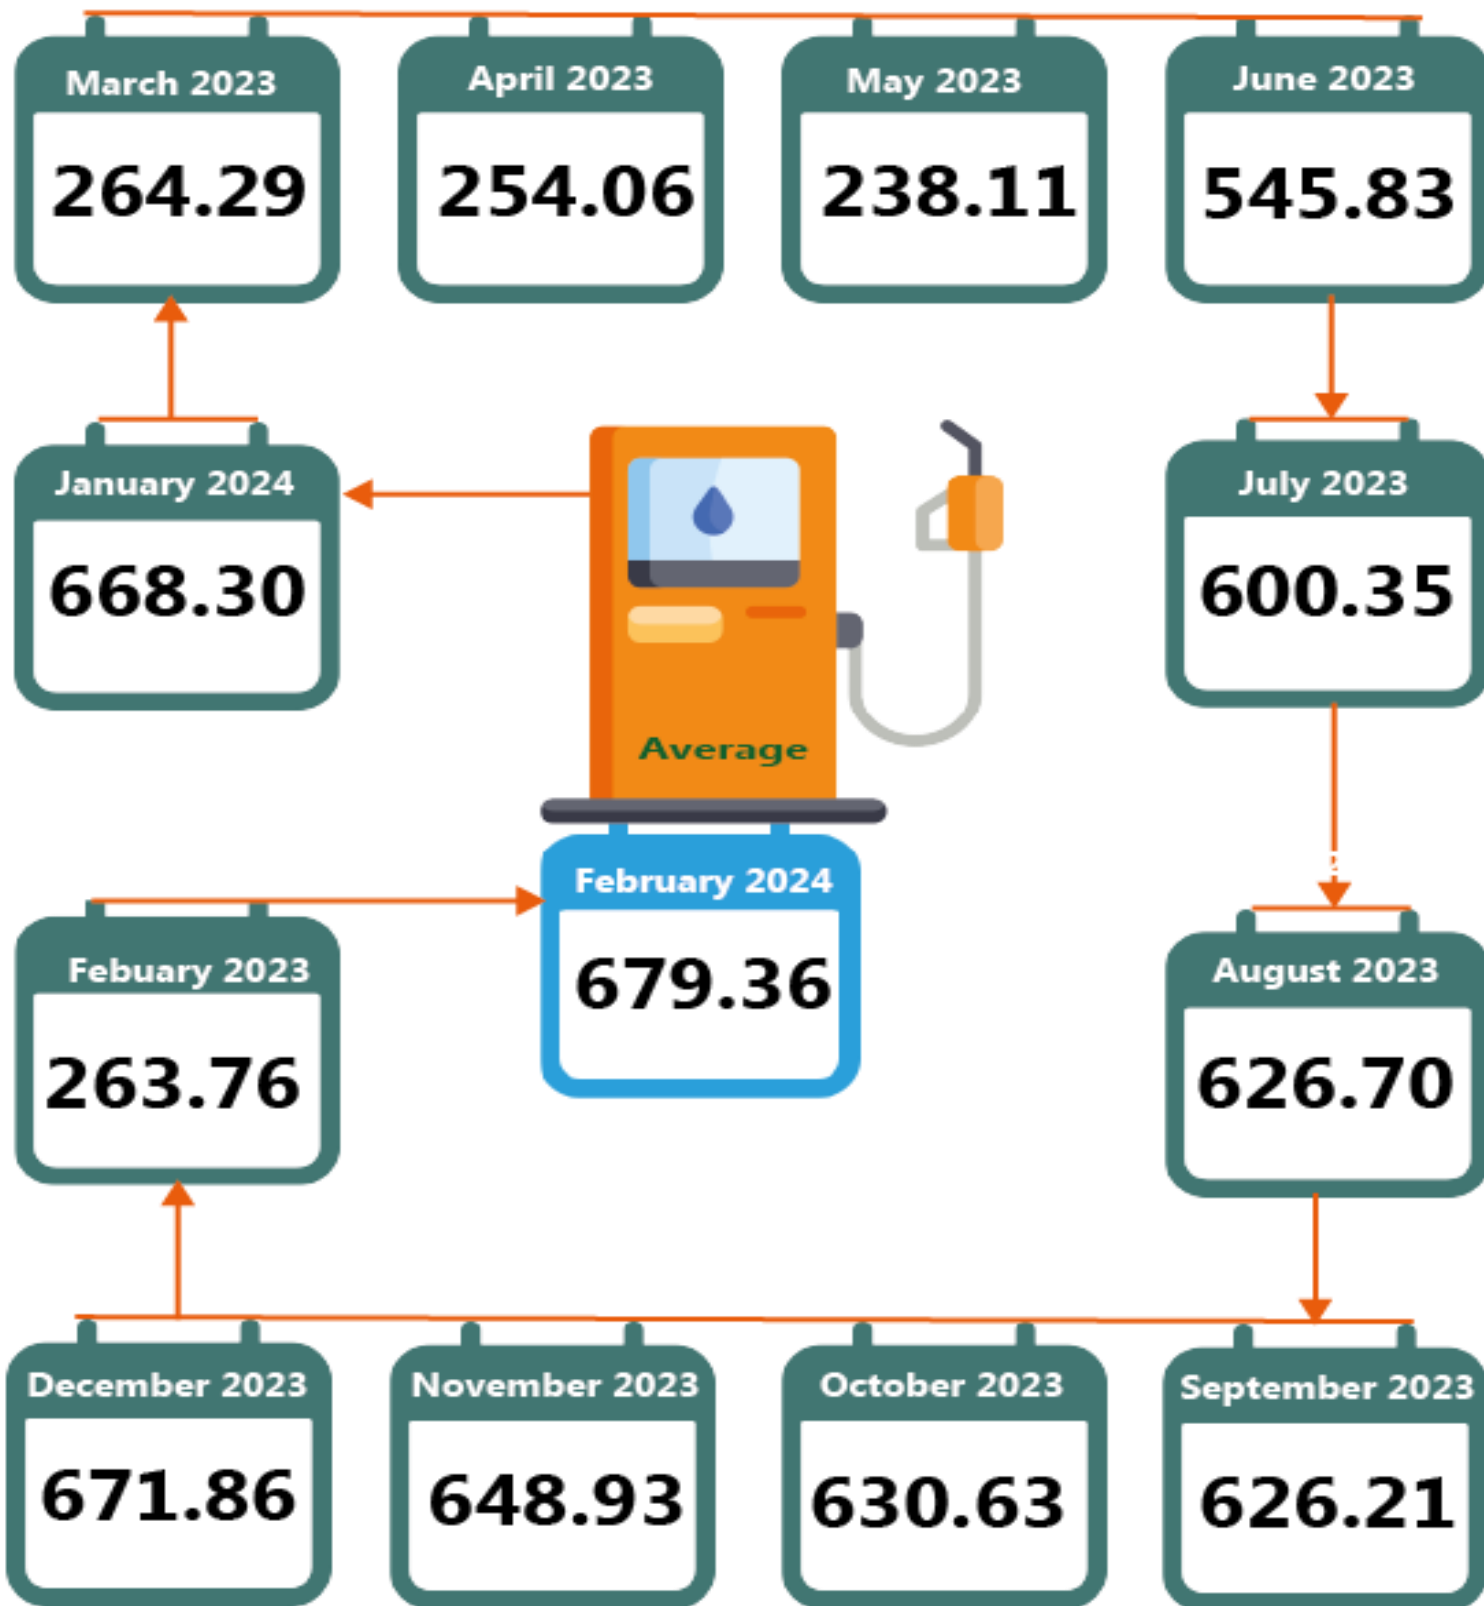 March 2023
264.29
April 2023
254.06
May 2023
238.11
June 2023
545.83
January 2024
668.30
July 2023
600.35
Average
February 2024
679.36
Febuary 2023
263.76
August 2023
626.70
December 2023
671.86
November 2023
648.93
October 2023
630.63
September 2023
626.21